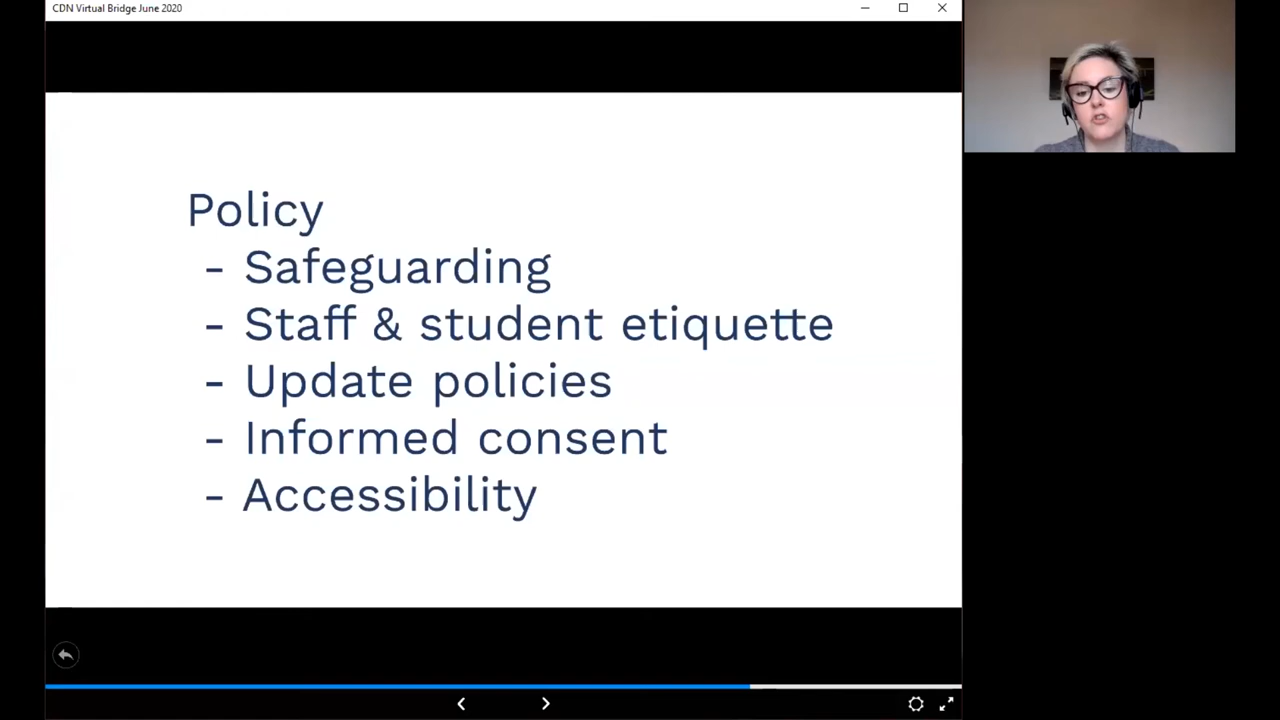 CDN Virtual Bridge June 2020
Policy
- Safeguarding
- Staff & student etiquette
- Update policies
- Informed consent
- Accessibility